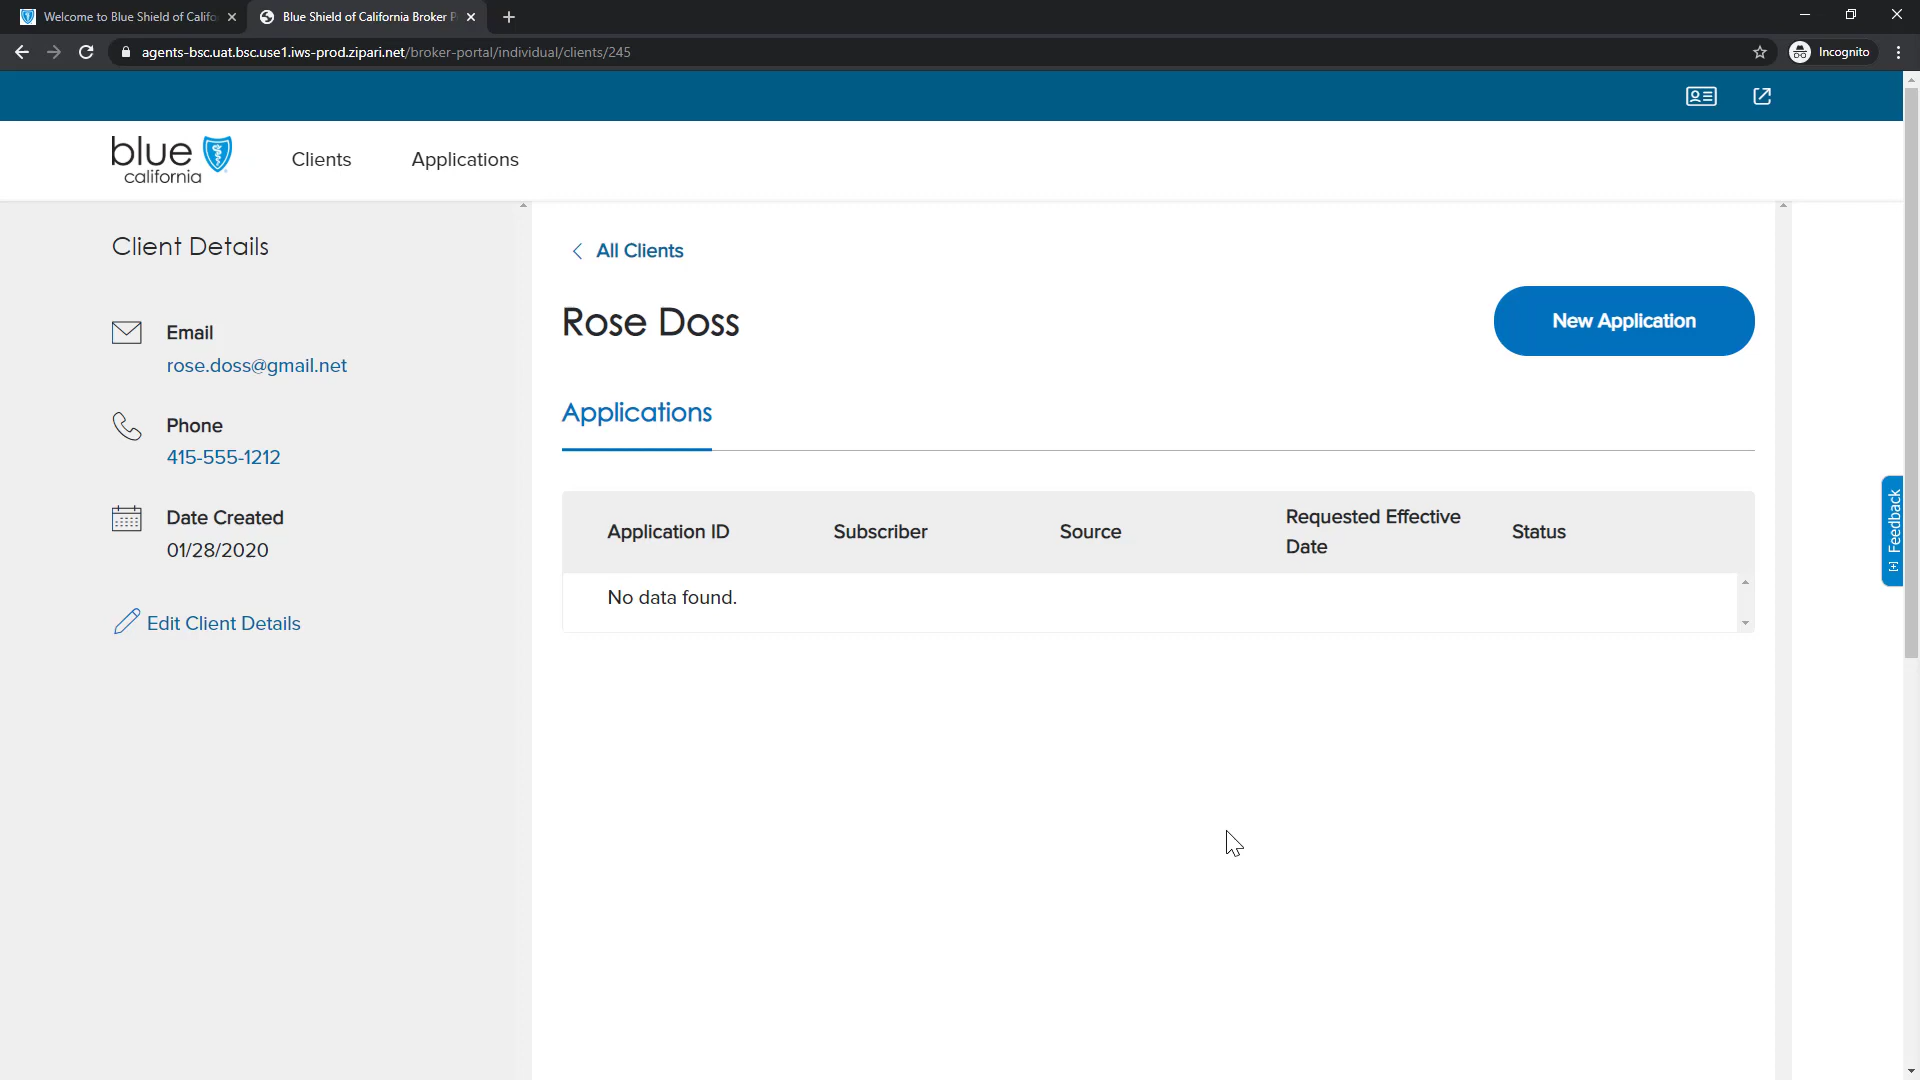 Welcome to Blue Shield of Califo
Blue Shield of California Broker P
agents-bsc.uat.bsc.use1.iws-prod.zipari.net/broker-portal/individual/clients/245
Incognito
blue
california
Clients
Applications
Client Details
Email
rose.doss@gmail.net
Phone
415-555-1212
Date Created
01/28/2020
Edit Client Details
All Clients
Rose Doss
New Application
Applications
Application ID
Subscriber
Source
Requested Effective
Date
Status
No data found.
Feedback